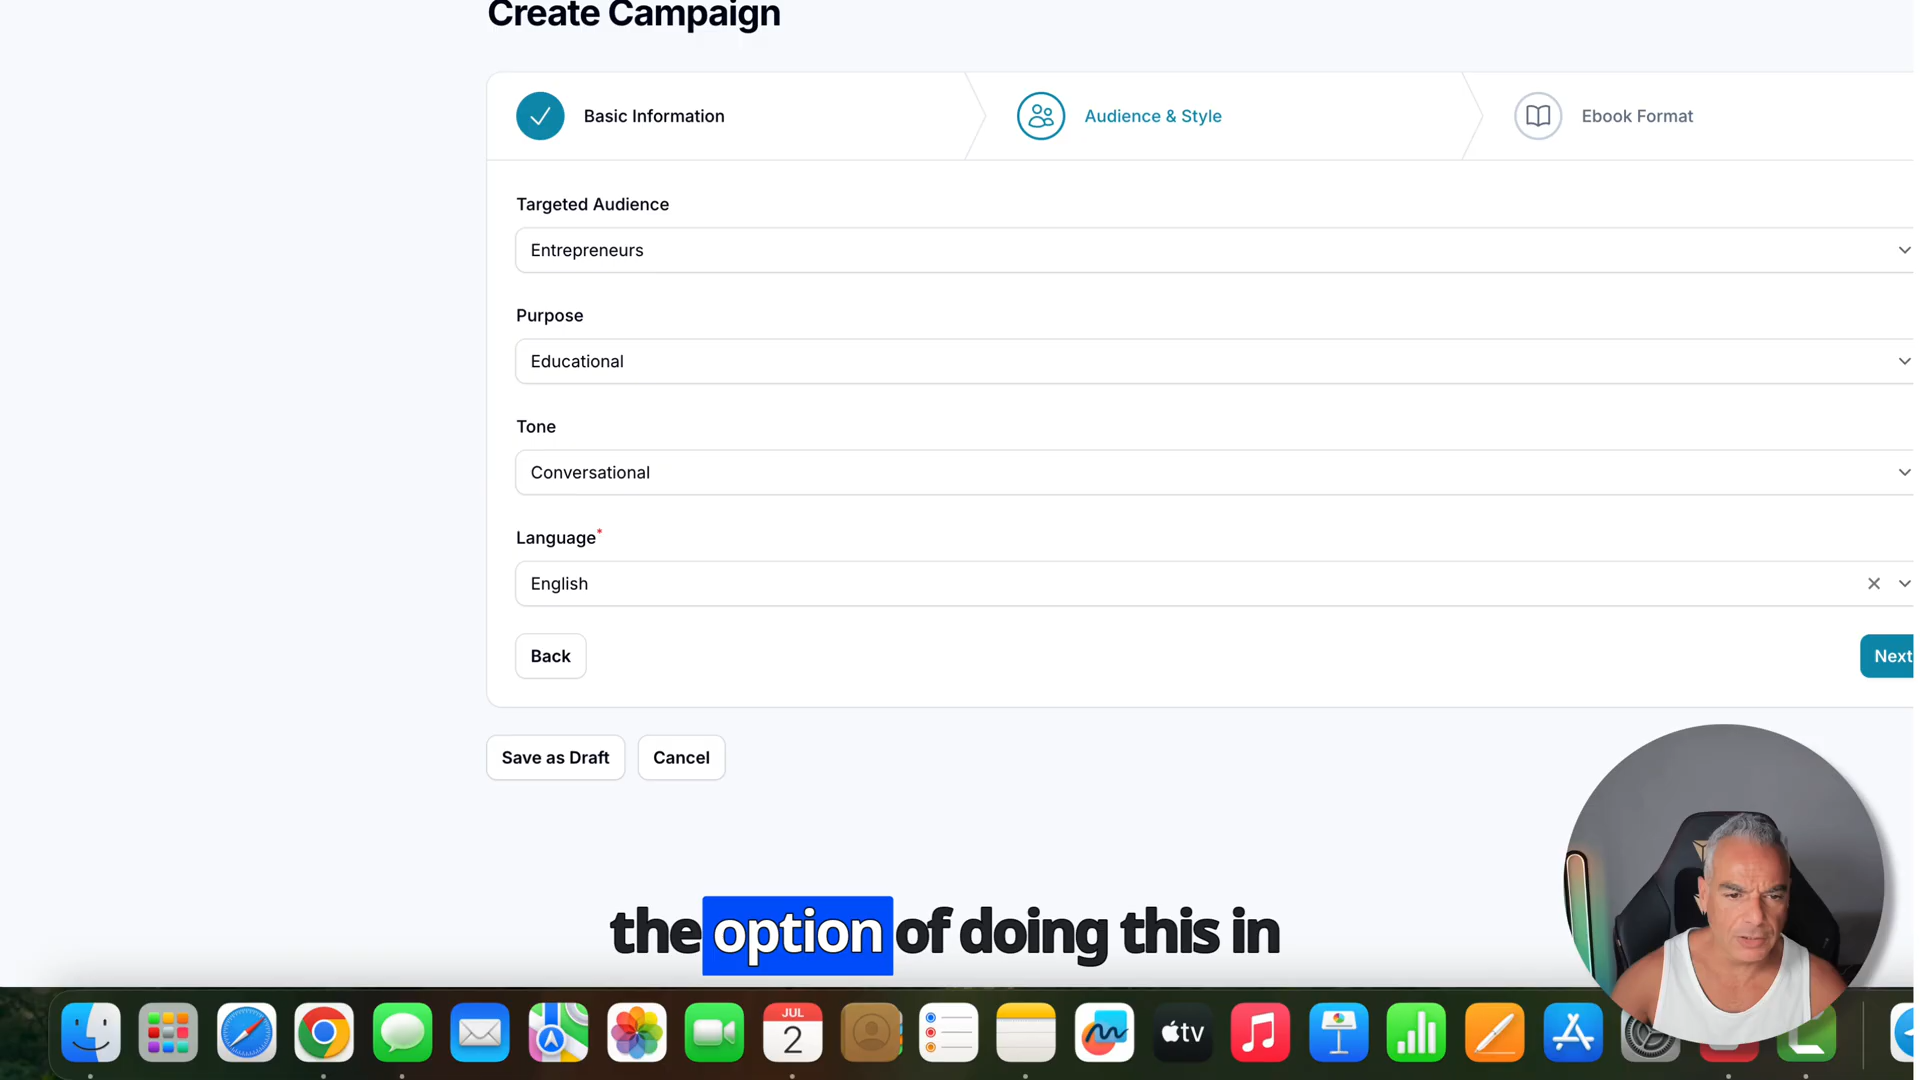 Create Campaign
Basic Information
Audience & Style
Ebook Format
Targeted Audience
Entrepreneurs
Purpose
Educational
Tone
Conversational
Language*
English
Back
Next
Save as Draft
Cancel
the option of doing this in
JUL
2
tv